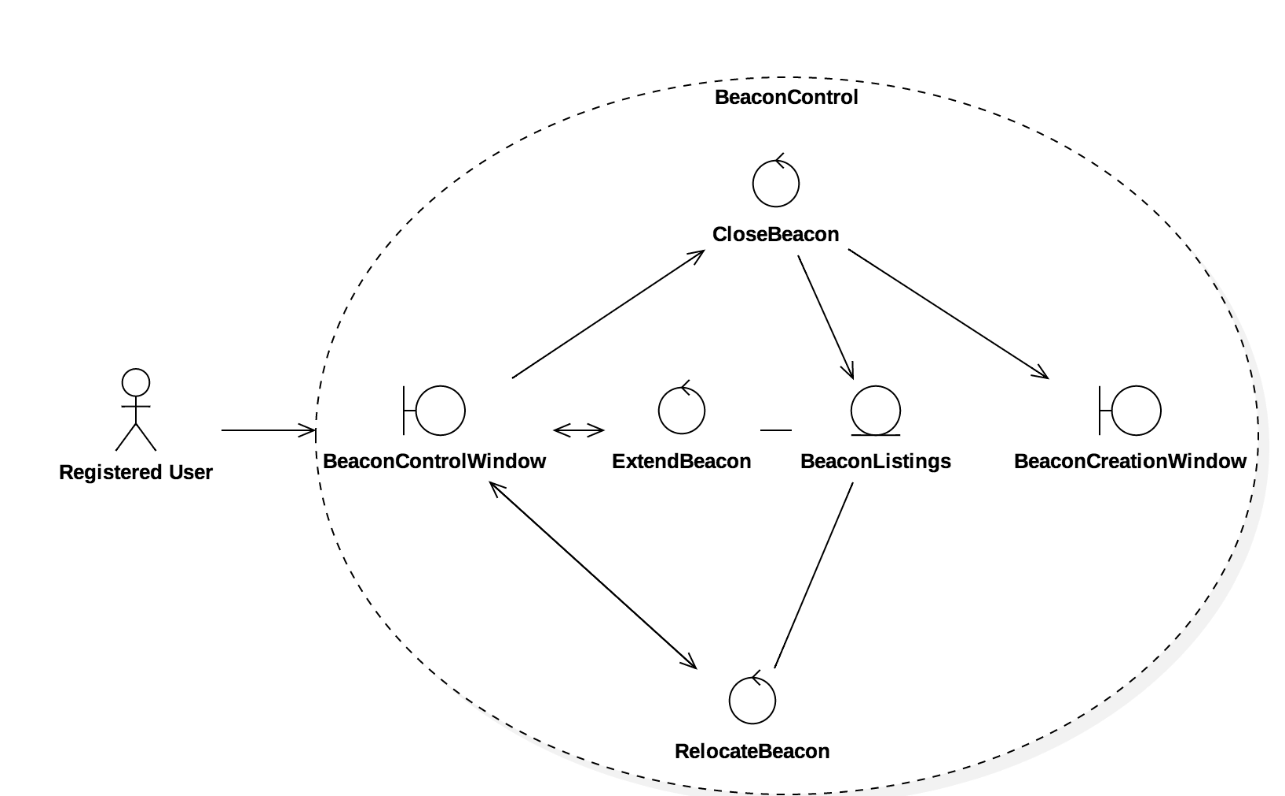 BeaconControl
CloseBeacon
Registered User
BeaconControlWindow
ExtendBeacon
BeaconListings
BeaconCreationWindow
RelocateBeacon